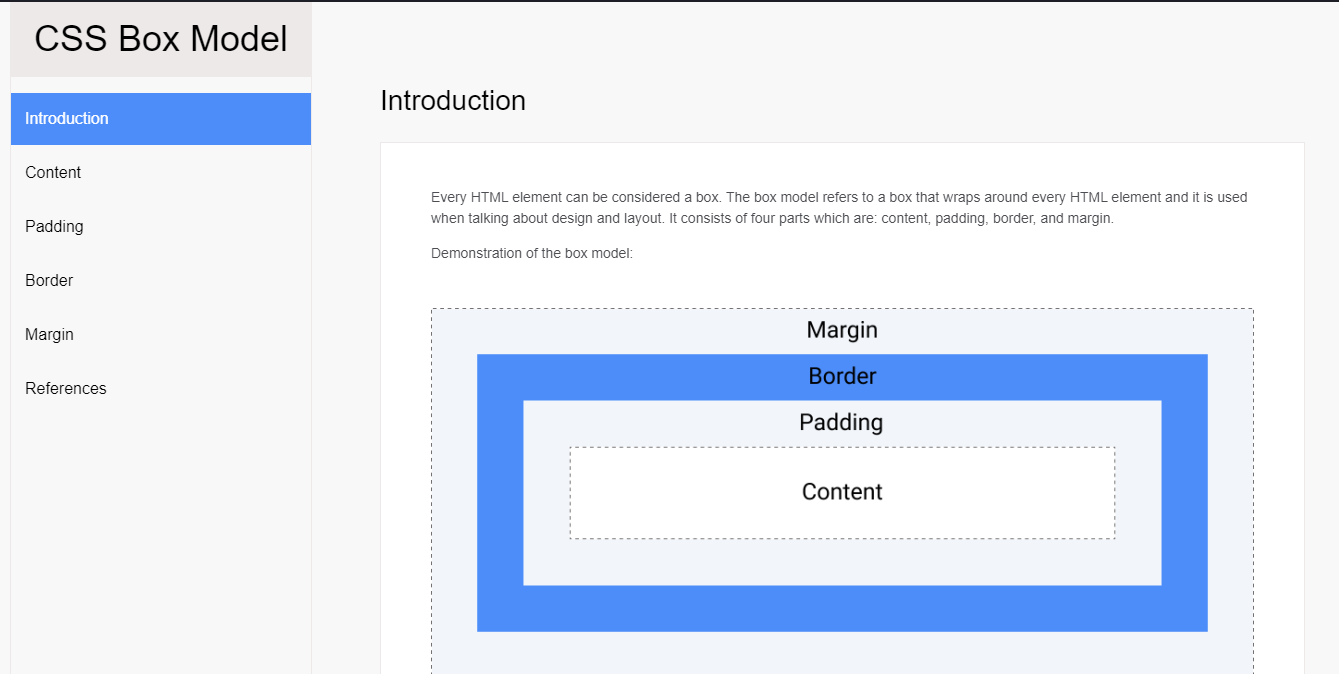 CSS Box Model
Introduction
Content
Padding
Border
Margin
References
Introduction
Every HTML element can be considered a box. The box model refers to a box that wraps around every HTML element and it is used
when talking about design and layout. It consists of four parts which are: content, padding, border, and margin.
Demonstration of the box model:
Margin
Border
Padding
Content